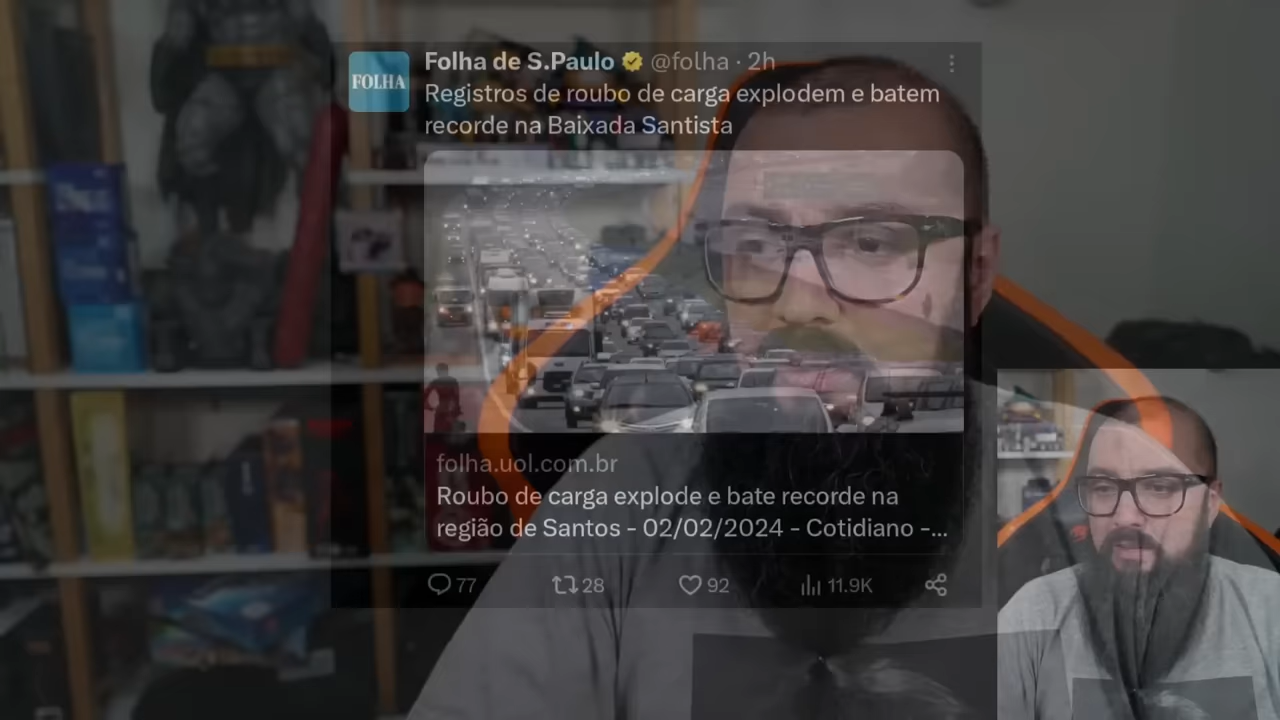 FOLHA
Folha de S.Paulo @folha · 2h
Registros de roubo de carga explodem e batem
recorde na Baixada Santista
folha.uol.com.br
Roubo de carga explode e bate recorde na
região de Santos - 02/02/2024 - Cotidiano -...
77 28 92 11.9K